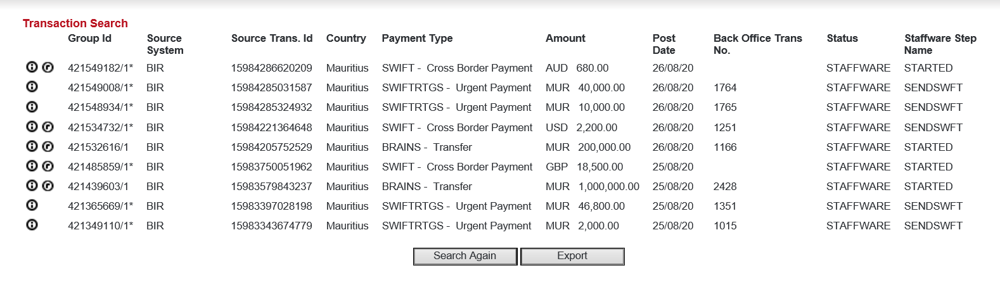 Transaction Search
Group Id Source System Source Trans. Id Country Payment Type Amount Post Date Back Office Trans No. Status Staffware Step Name
421549182/1* BIR 15984286620209 Mauritius SWIFT - Cross Border Payment AUD 680.00 26/08/20 STAFFWARE STARTED
421549008/1* BIR 15984285031587 Mauritius SWIFTRTGS - Urgent Payment MUR 40,000.00 26/08/20 1764 STAFFWARE SENDSWFT
421548934/1* BIR 15984285324932 Mauritius SWIFTRTGS - Urgent Payment MUR 10,000.00 26/08/20 1765 STAFFWARE SENDSWFT
421534732/1* BIR 15984221364648 Mauritius SWIFT - Cross Border Payment USD 2,200.00 26/08/20 1251 STAFFWARE SENDSWFT
421532616/1 BIR 15984205752529 Mauritius BRAINS - Transfer MUR 200,000.00 26/08/20 1166 STAFFWARE STARTED
421485859/1* BIR 15983750051962 Mauritius SWIFT - Cross Border Payment GBP 18,500.00 25/08/20 STAFFWARE STARTED
421439603/1 BIR 15983579843237 Mauritius BRAINS - Transfer MUR 1,000,000.00 25/08/20 2428 STAFFWARE STARTED
421365669/1* BIR 15983397028198 Mauritius SWIFTRTGS - Urgent Payment MUR 46,800.00 25/08/20 1351 STAFFWARE SENDSWFT
421349110/1* BIR 15983343674779 Mauritius SWIFTRTGS - Urgent Payment MUR 2,000.00 25/08/20 1015 STAFFWARE SENDSWFT
Search Again Export